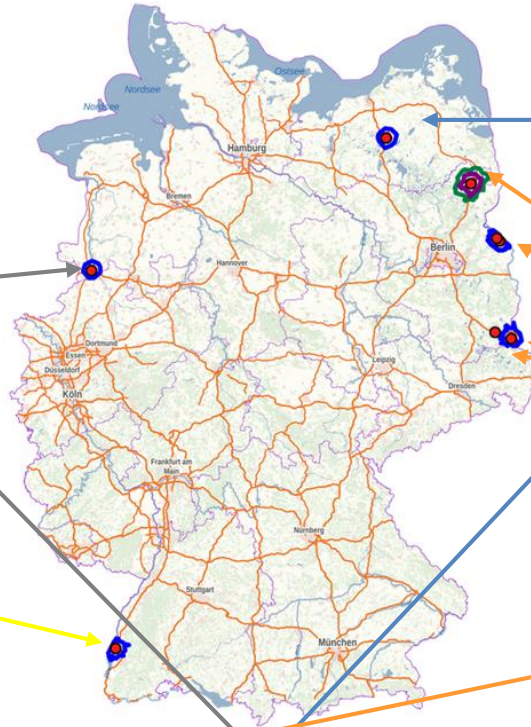 Ostsee
Nordsee
Nordsee
Hamburg
Bremen
Berlin
Hannover
Dortmund
Essen
Düsseldorf
Leipzig
Dresden
Köln
Frankfurt am
Main
Nürnberg
Stuttgart
München